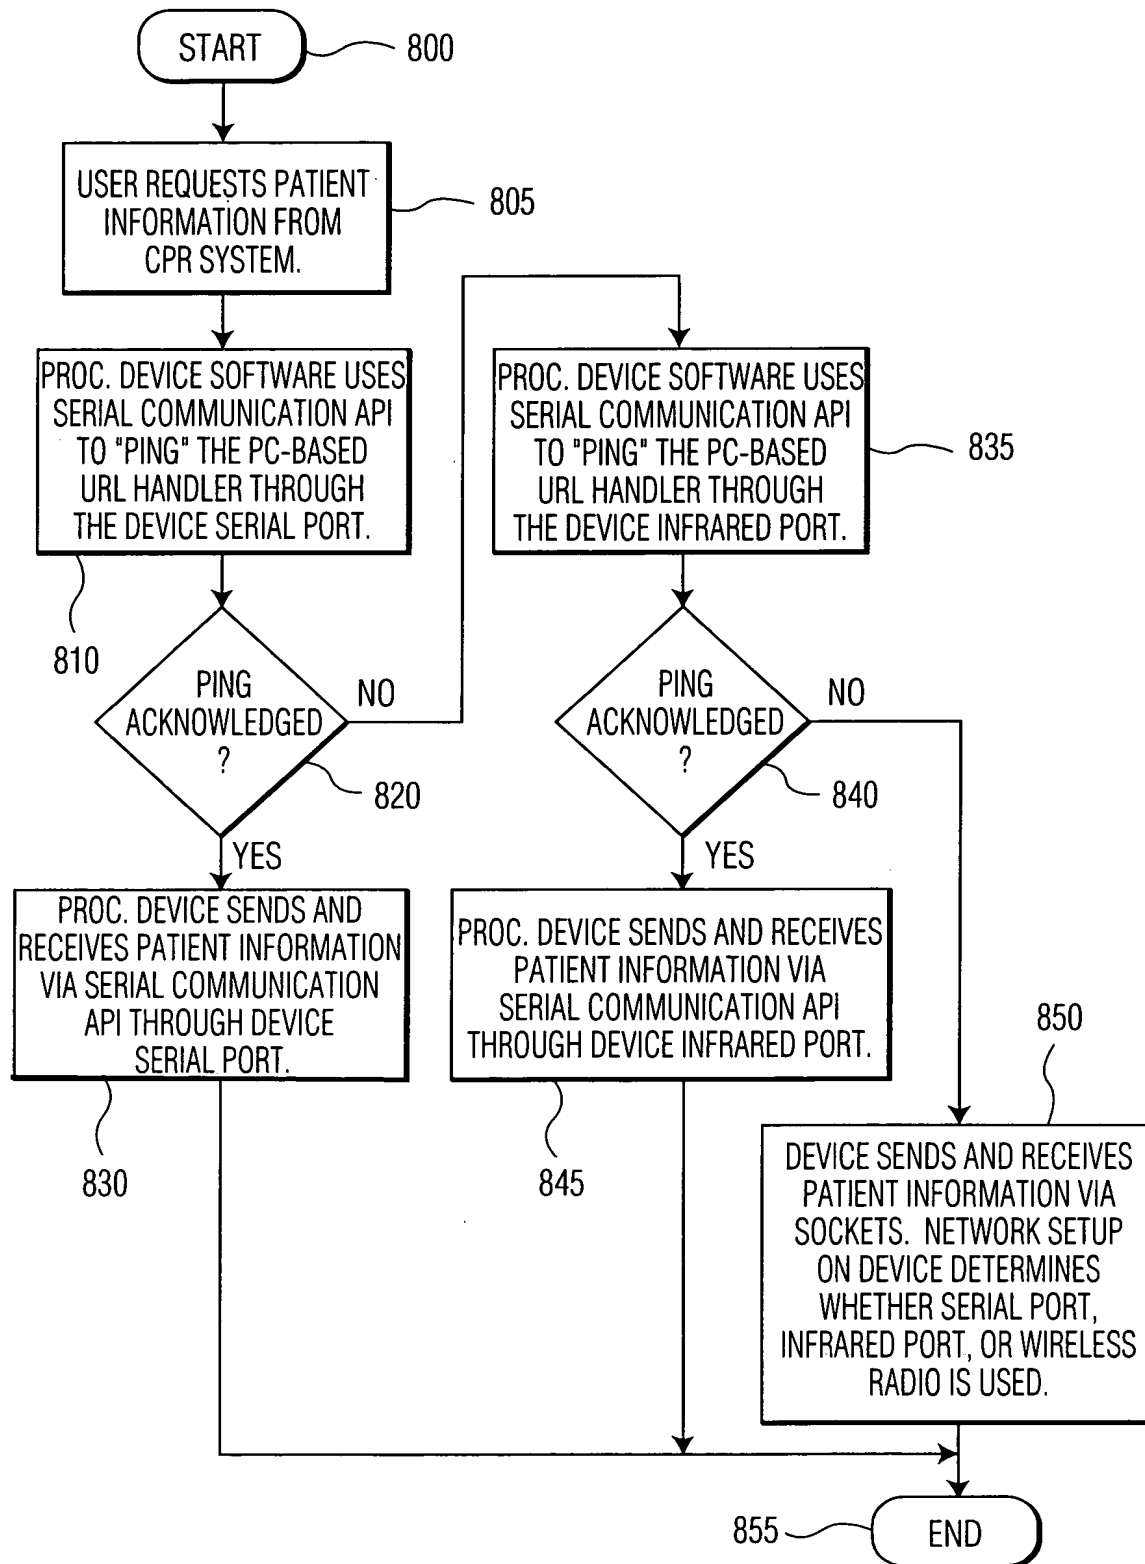 START
800
USER REQUESTS PATIENT
INFORMATION FROM
CPR SYSTEM.
805
PROC. DEVICE SOFTWARE USES
SERIAL COMMUNICATION API
TO "PING" THE PC-BASED
URL HANDLER THROUGH
THE DEVICE SERIAL PORT.
810
PROC. DEVICE SOFTWARE USES
SERIAL COMMUNICATION API
TO "PING" THE PC-BASED
URL HANDLER THROUGH
THE DEVICE INFRARED PORT.
835
PING
ACKNOWLEDGED
?
NO
820
YES
PING
ACKNOWLEDGED
?
NO
840
YES
PROC. DEVICE SENDS AND
RECEIVES PATIENT INFORMATION
VIA SERIAL COMMUNICATION
API THROUGH DEVICE
SERIAL PORT.
830
PROC. DEVICE SENDS AND RECEIVES
PATIENT INFORMATION VIA
SERIAL COMMUNICATION API
THROUGH DEVICE INFRARED PORT.
845
850
DEVICE SENDS AND RECEIVES
PATIENT INFORMATION VIA
SOCKETS. NETWORK SETUP
ON DEVICE DETERMINES
WHETHER SERIAL PORT,
INFRARED PORT, OR WIRELESS
RADIO IS USED.
855
END